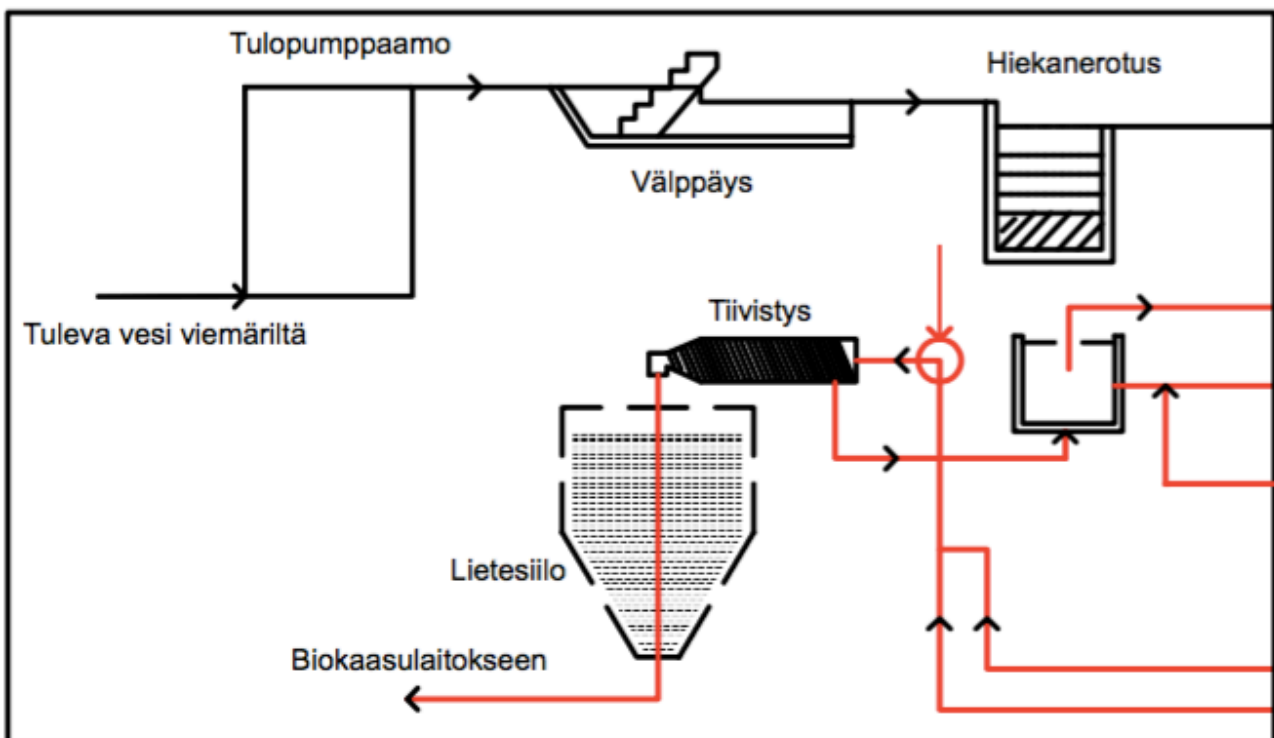 Tulopumppaamo
Hiekanerotus
Välppäys
Tuleva vesi viemäriltä
Tiivistys
Lietesiilo
Biokaasulaitokseen